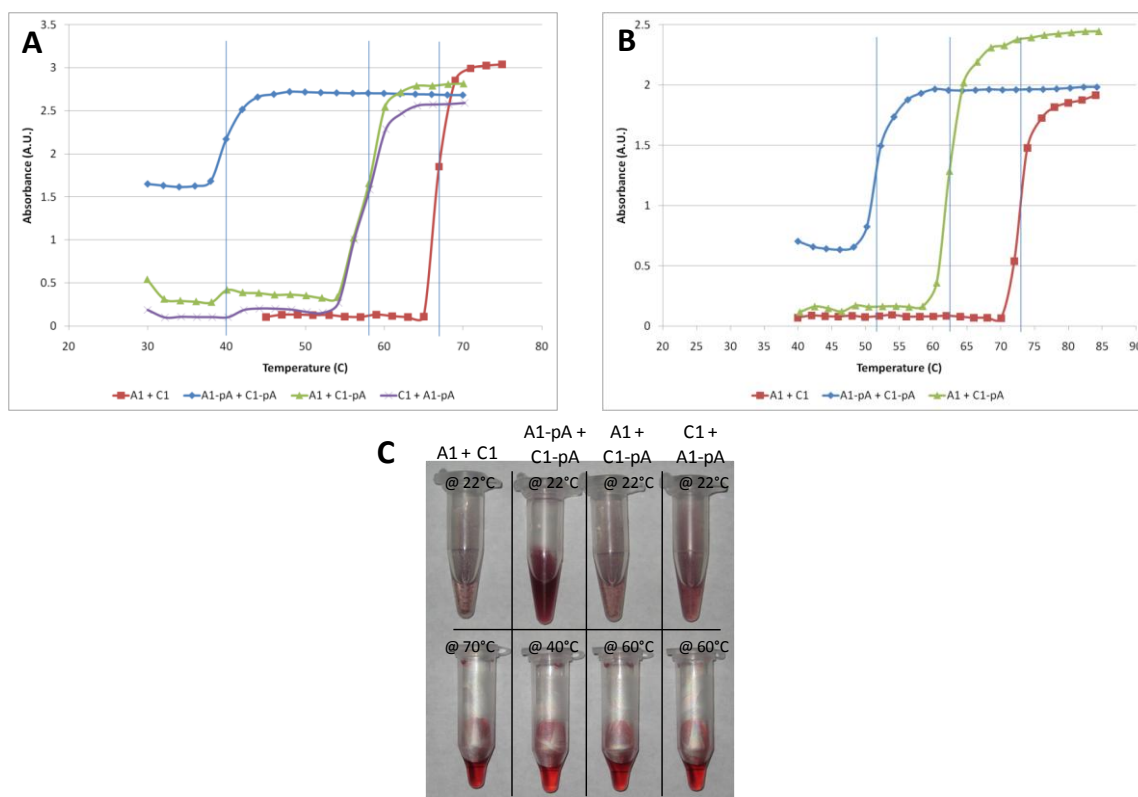 A
Absorbance (A.U.)
3.5
3
2.5
2
1.5
1
0.5
0
20 30 40 50 60 70 80
Temperature (C)
A1 + C1 A1-pA + C1-pA A1 + C1-pA C1 + A1-pA
B
Absorbance (A.U.)
2.5
2
1.5
1
0.5
0
20 25 30 35 40 45 50 55 60 65 70 75 80 85 90
Temperature (C)
A1 + C1 A1-pA + C1-pA A1 + C1-pA
C
A1 + C1
A1-pA +
C1-pA
A1 +
C1-pA
C1 +
A1-pA
@ 22°C @ 22°C @ 22°C @ 22°C
@ 70°C @ 40°C @ 60°C @ 60°C